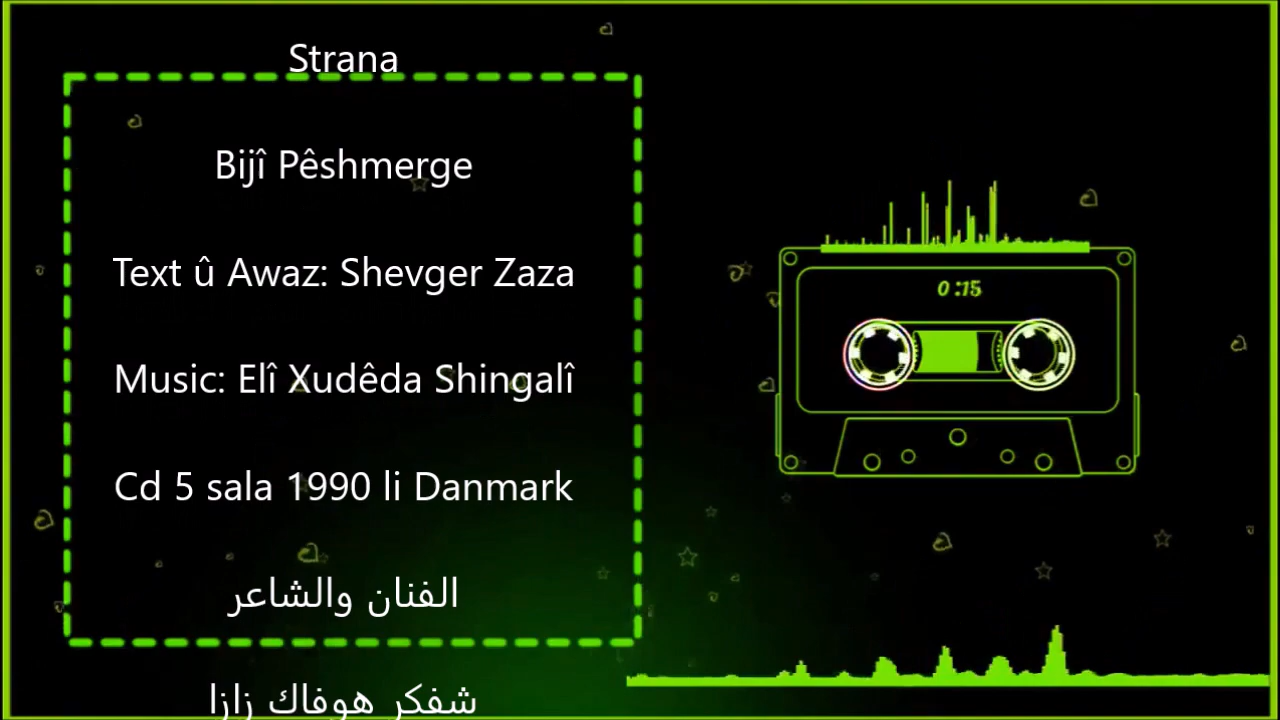 Strana
Bijî Pêshmerge
Text û Awaz: Shevger Zaza
Music: Elî Xudêda Shingalî
Cd 5 sala 1990 li Danmark
الفنان والشاعر
شفكر هوفاك زازا
0:15